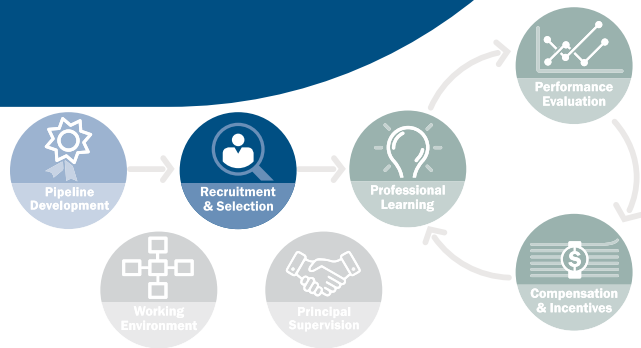 Performance
Evaluation
Pipeline
Development
Recruitment
& Selection
Professional
Learning
Compensation
& Incentives
$
Working
Environment
Principal
Supervision